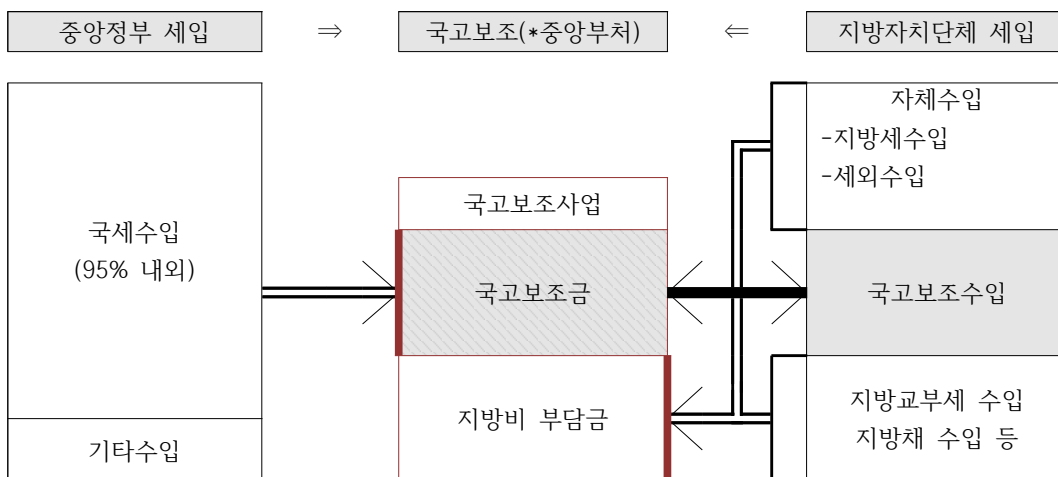 중앙정부 세입 ⇒ 국고보조(*중앙부처) ⇐ 지방자치단체 세입
국세수입
(95% 내외)
기타수입
국고보조사업
국고보조금
지방비 부담금
자체수입
-지방세수입
-세외수입
국고보조수입
지방교부세 수입
지방채 수입 등